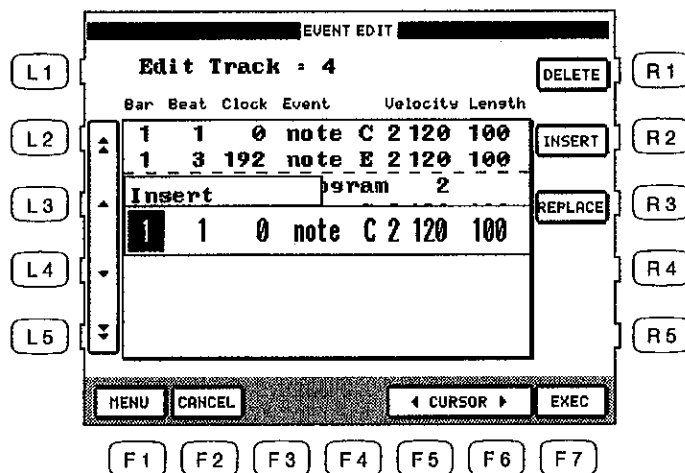 EVENT EDIT
L1
Edit Track : 4
DELETE
R1
Bar Beat Clock Event Velocity Length
L2
1 1 0 note C 2 120 100
INSERT
R2
1 3 192 note E 2 120 100
L3
Insert
2
REPLACE
R3
1 1 0 note C 2 120 100
L4
R4
L5
R5
MENU
CANCEL
CURSOR
EXEC
F1
F2
F3
F4
F5
F6
F7